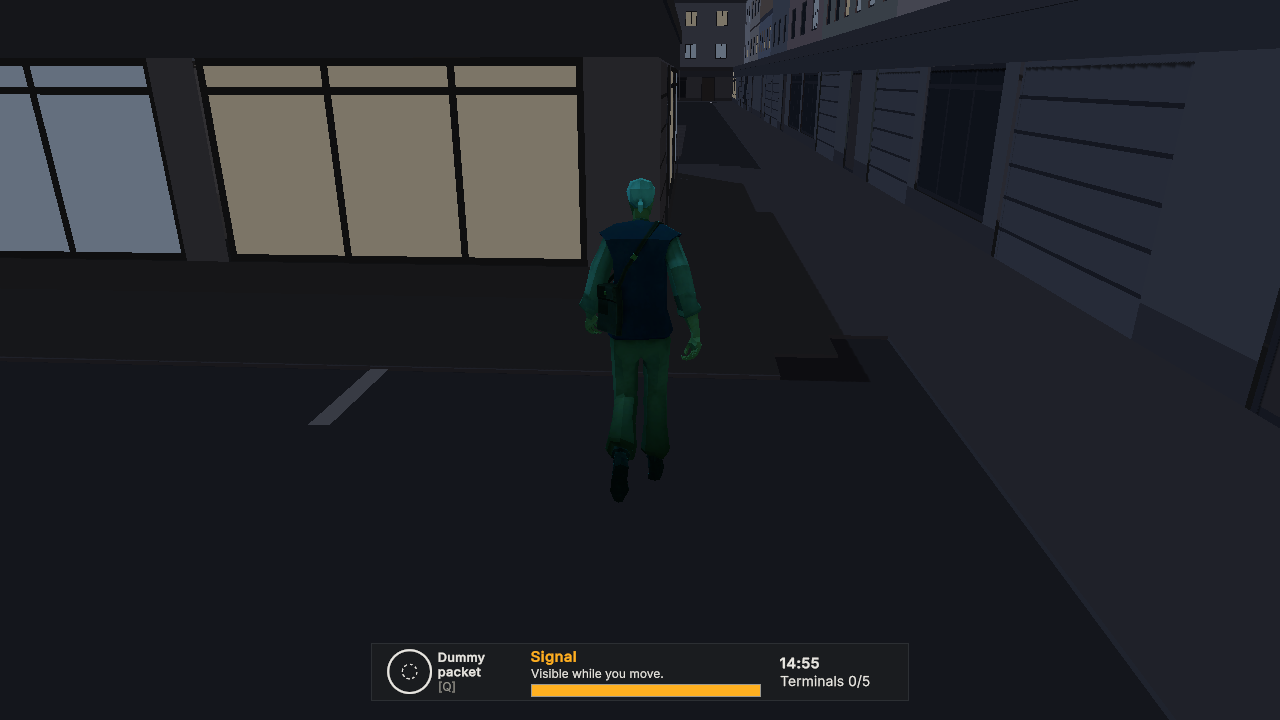 Dummy
packet
[Q]
Signal
Visible while you move.
14:55
Terminals 0/5